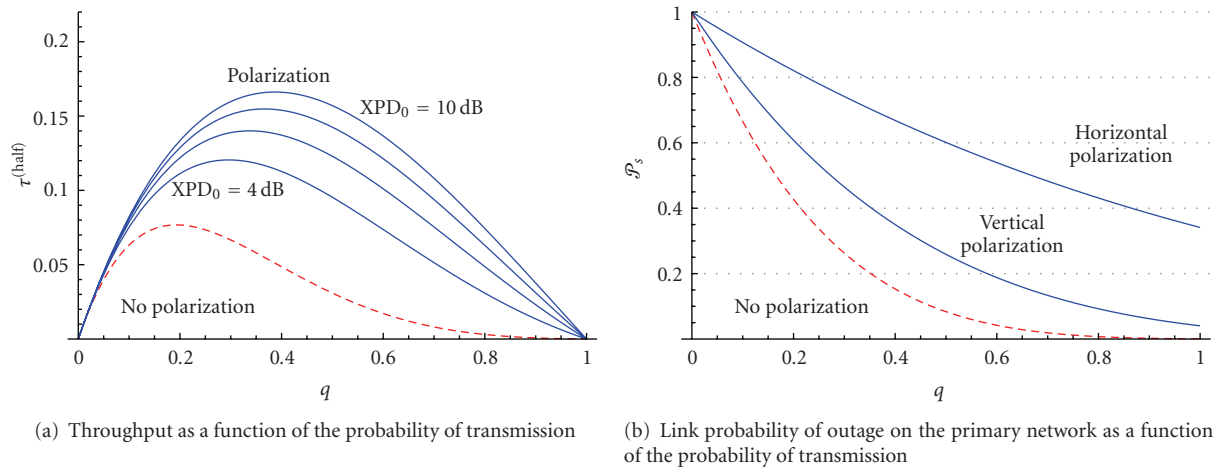 0.2
0.15
0.1
0.05
τ(half)
Polarization
XPD0 = 10 dB
XPD0 = 4 dB
No polarization
0
0.2
0.4
0.6
0.8
1
q
(a) Throughput as a function of the probability of transmission
1
0.8
0.6
0.4
0.2
𝒫s
Horizontal
polarization
Vertical
polarization
No polarization
0
0.2
0.4
0.6
0.8
1
q
(b) Link probability of outage on the primary network as a function
of the probability of transmission